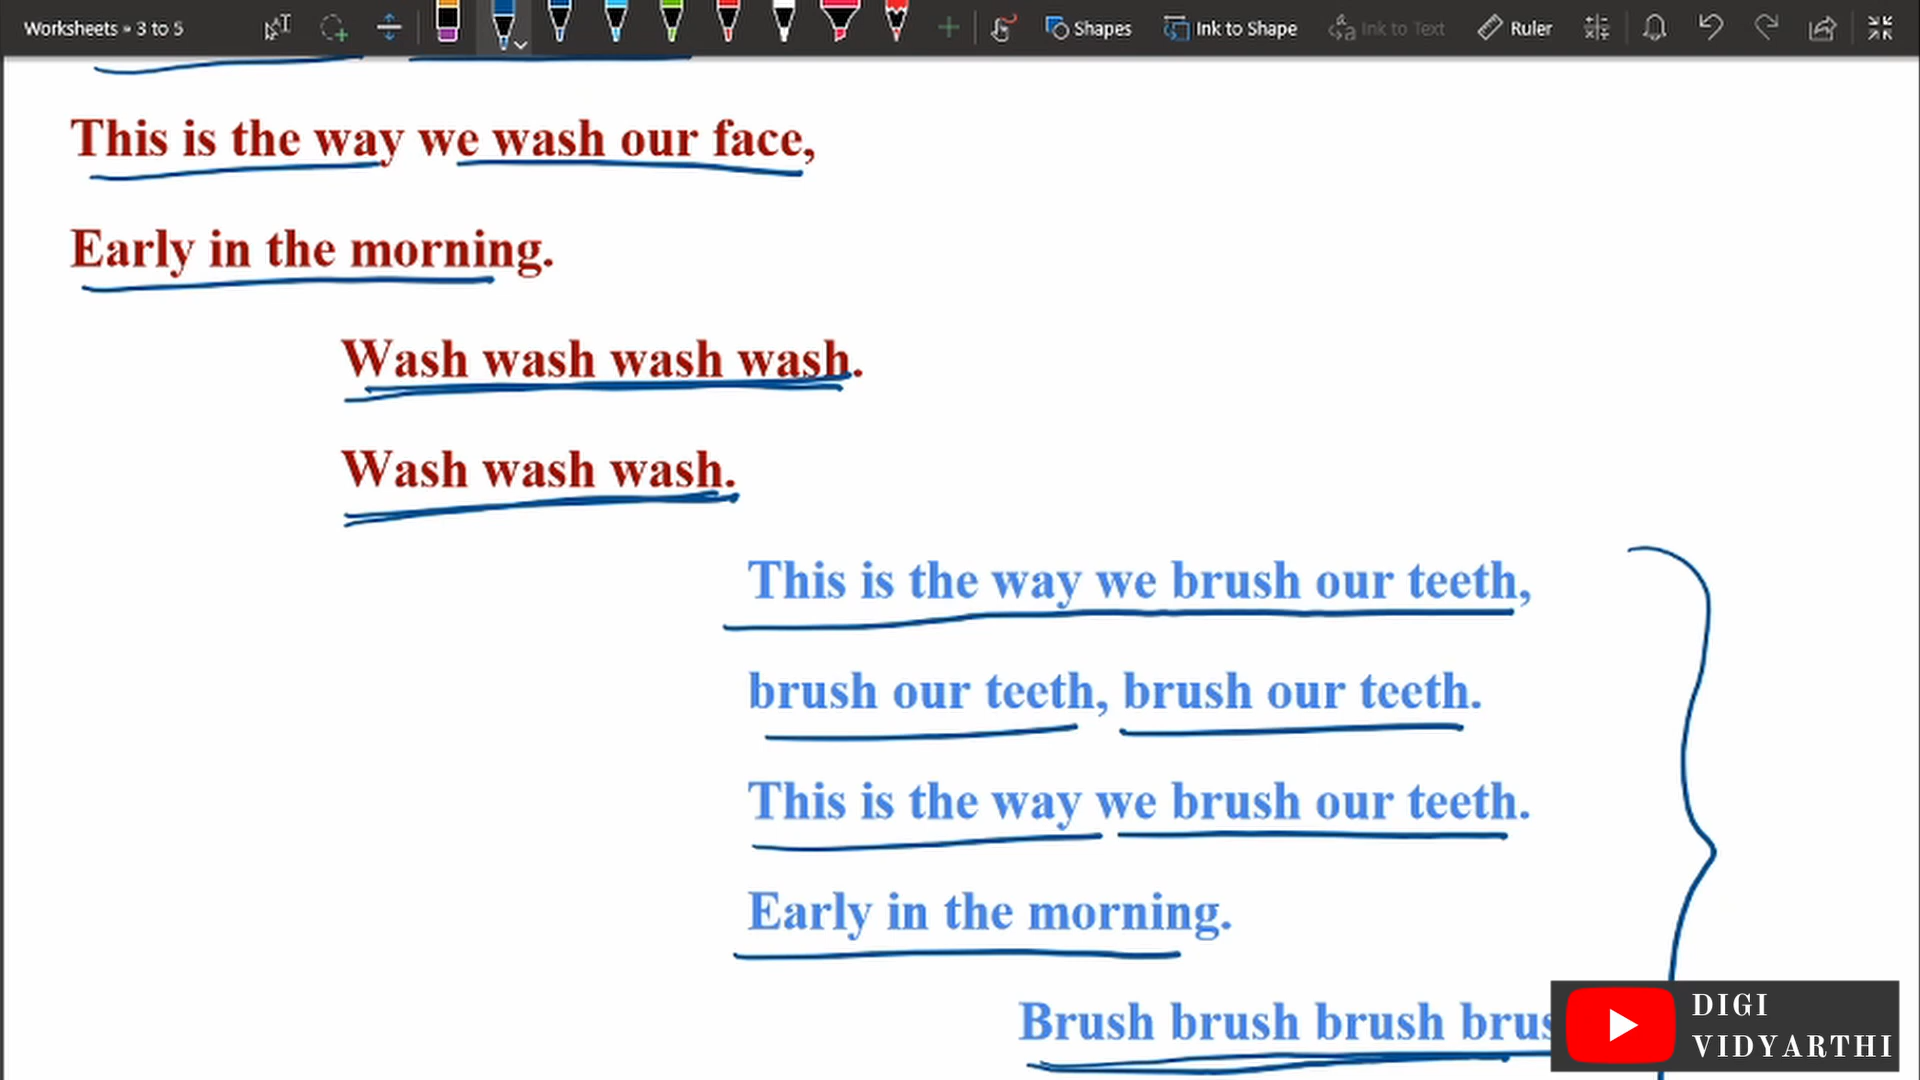 Worksheets » 3 to 5
Shapes
Ink to Shape
Ink to Text
Ruler
This is the way we wash our face,
Early in the morning.
Wash wash wash wash.
Wash wash wash.
This is the way we brush our teeth,
brush our teeth, brush our teeth.
This is the way we brush our teeth.
Early in the morning.
Brush brush brush brus
DIGI
VIDYARTHI